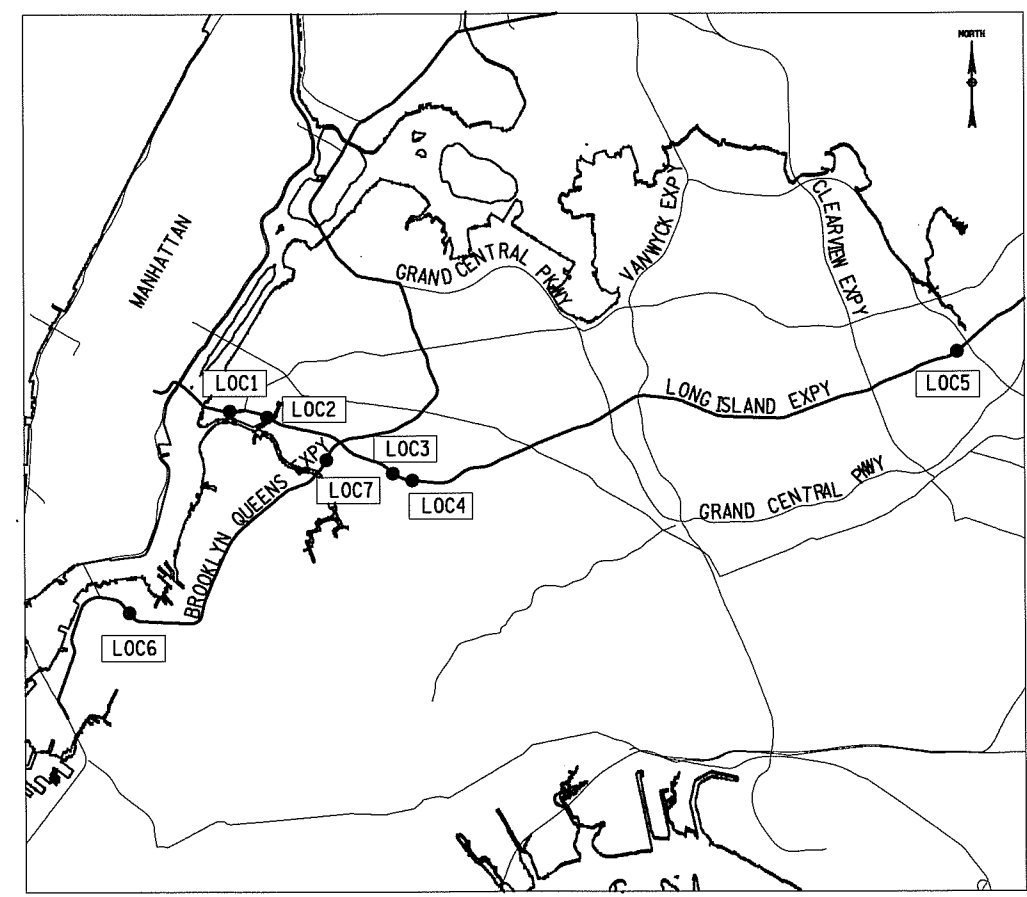 NORTH
MANHATTAN
GRAND CENTRAL PKWY
VANWYCK EXPY
CLEARVIEW EXPY
LOC1
LOC2
LONG ISLAND EXPY
LOC5
LOC3
LOC7
LOC4
BROOKLYN QUEENS EXPY
GRAND CENTRAL PKWY
LOC6